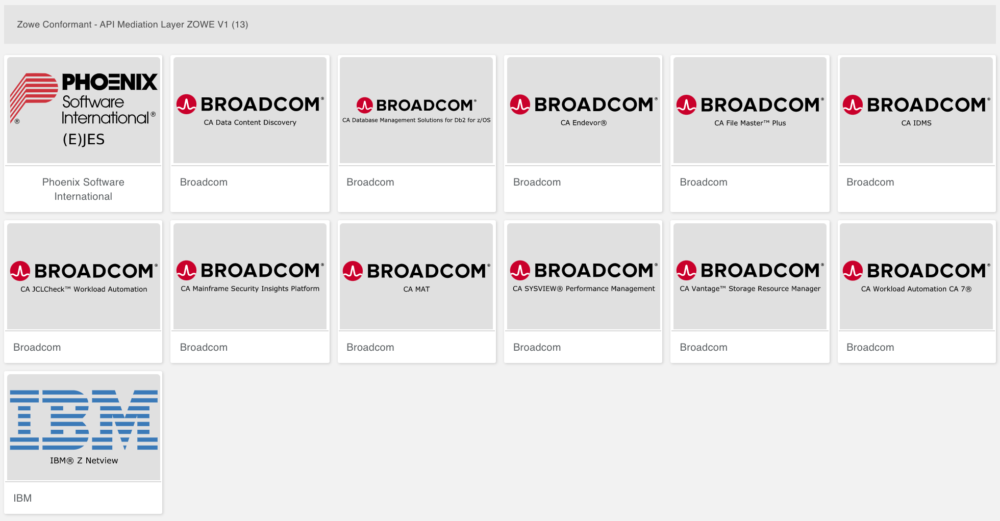 Zowe Conformant - API Mediation Layer ZOWE V1 (13)
PHOENIX
Software
International®
®
(E)JES
Phoenix Software
International
BROADCOM®
CA Data Content Discovery
Broadcom
BROADCOM®
CA Database Management Solutions for Db2 for z/OS
Broadcom
BROADCOM®
CA Endevor®
Broadcom
BROADCOM®
CA File Master™ Plus
Broadcom
BROADCOM®
CA IDMS
Broadcom
BROADCOM®
CA JCLCheck™ Workload Automation
Broadcom
BROADCOM®
CA Mainframe Security Insights Platform
Broadcom
BROADCOM®
CA MAT
Broadcom
BROADCOM®
CA SYSVIEW® Performance Management
Broadcom
BROADCOM®
CA Vantage™ Storage Resource Manager
Broadcom
BROADCOM®
CA Workload Automation CA 7®
Broadcom
IBM
IBM® Z Netview
IBM